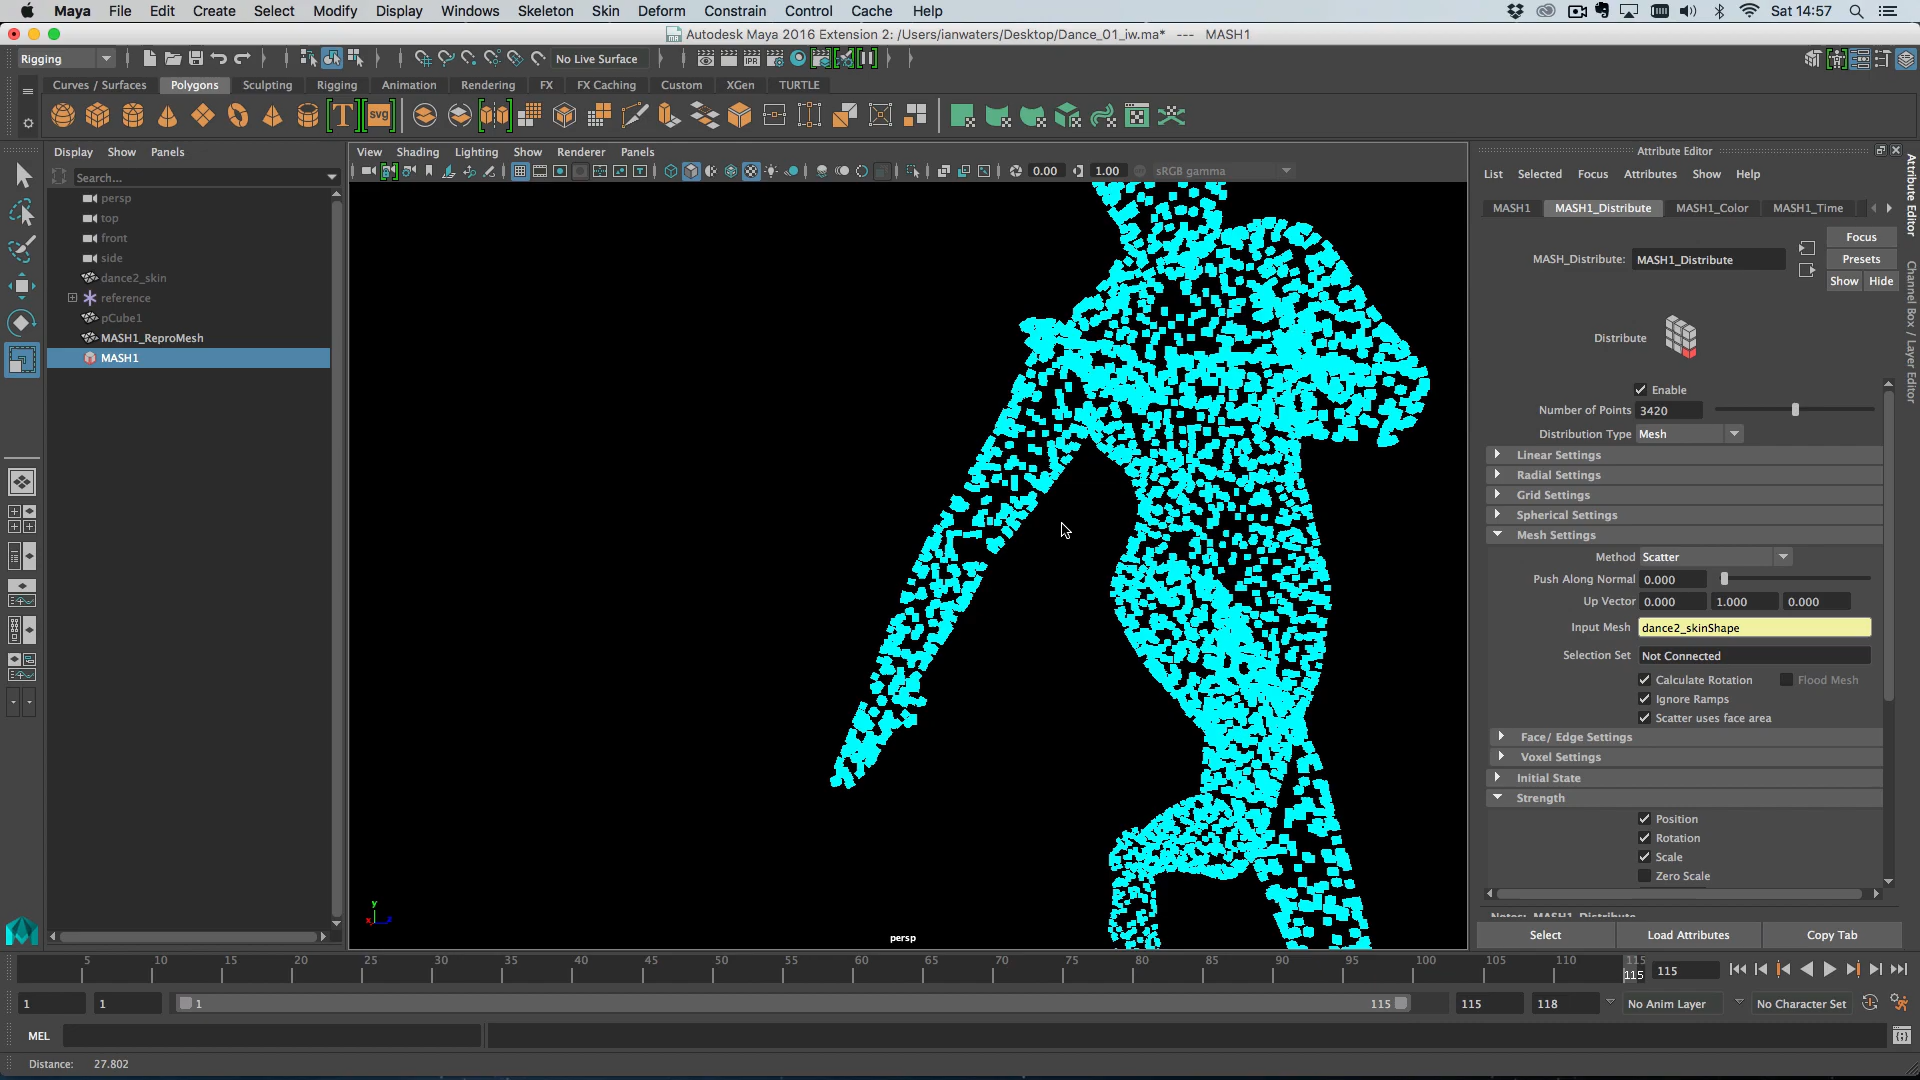 Maya File Edit Create Select Modify Display Windows Skeleton Skin Deform Constrain Control Cache Help Sat 14:57
Autodesk Maya 2016 Extension 2: /Users/ianwaters/Desktop/Dance_01_iw.ma* --- MASH1
Rigging No Live Surface IPR
Curves / Surfaces Polygons Sculpting Rigging Animation Rendering FX FX Caching Custom XGen TURTLE
T svg
Display Show Panels
View Shading Lighting Show Renderer Panels
Attribute Editor
Search...
0.00 1.00 sRGB gamma
List Selected Focus Attributes Show Help
persp
top
front
side
dance2_skin
reference
pCube1
MASH1_ReproMesh
MASH1
MASH1 MASH1_Distribute MASH1_Color MASH1_Time
Focus
MASH_Distribute: MASH1_Distribute Presets
Show Hide
Distribute
Enable
Number of Points 3420
Distribution Type Mesh
Linear Settings
Radial Settings
Grid Settings
Spherical Settings
Mesh Settings
Method Scatter
Push Along Normal 0.000
Up Vector 0.000 1.000 0.000
Input Mesh dance2_skinShape
Selection Set Not Connected
Calculate Rotation Flood Mesh
Ignore Ramps
Scatter uses face area
Face/ Edge Settings
Voxel Settings
Initial State
Strength
Position
Rotation
Scale
Zero Scale
Notes: MASH1_Distribute
Select Load Attributes Copy Tab
Attribute Editor
Channel Box / Layer Editor
y
x z
persp
5 10 15 20 25 30 35 40 45 50 55 60 65 70 75 80 85 90 95 100 105 110 115
115 115
1 1 1 115 115 118 No Anim Layer No Character Set
MEL
Distance: 27.802